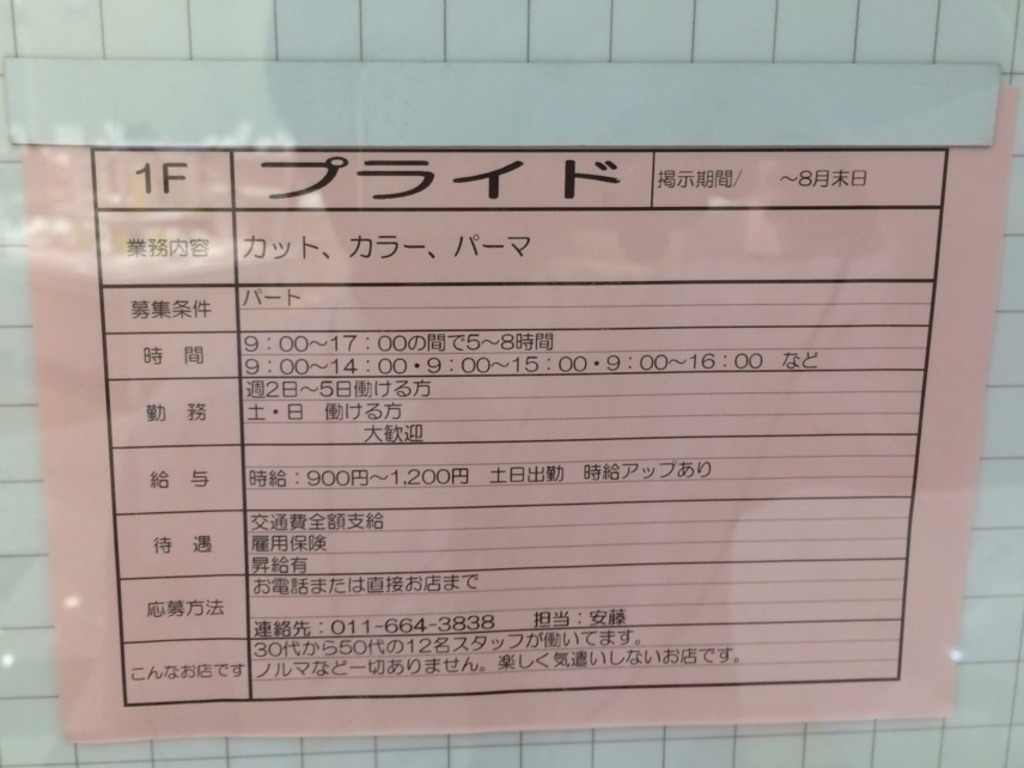 1F プライド 掲示期間/ ～8月末日
業務内容 カット、カラー、パーマ
募集条件 パート
時 間 9：00～17：00の間で5～8時間
9：00～14：00・9：00～15：00・9：00～16：00 など
勤 務 週2日～5日働ける方
土・日 働ける方
大歓迎
給 与 時給：900円～1,200円 土日出勤 時給アップあり
待 遇 交通費全額支給
雇用保険
昇給有
応募方法 お電話または直接お店まで
連絡先：011-664-3838 担当：安藤
こんなお店です 30代から50代の12名スタッフが働いてます。
ノルマなど一切ありません。楽しく気遣いしないお店です。